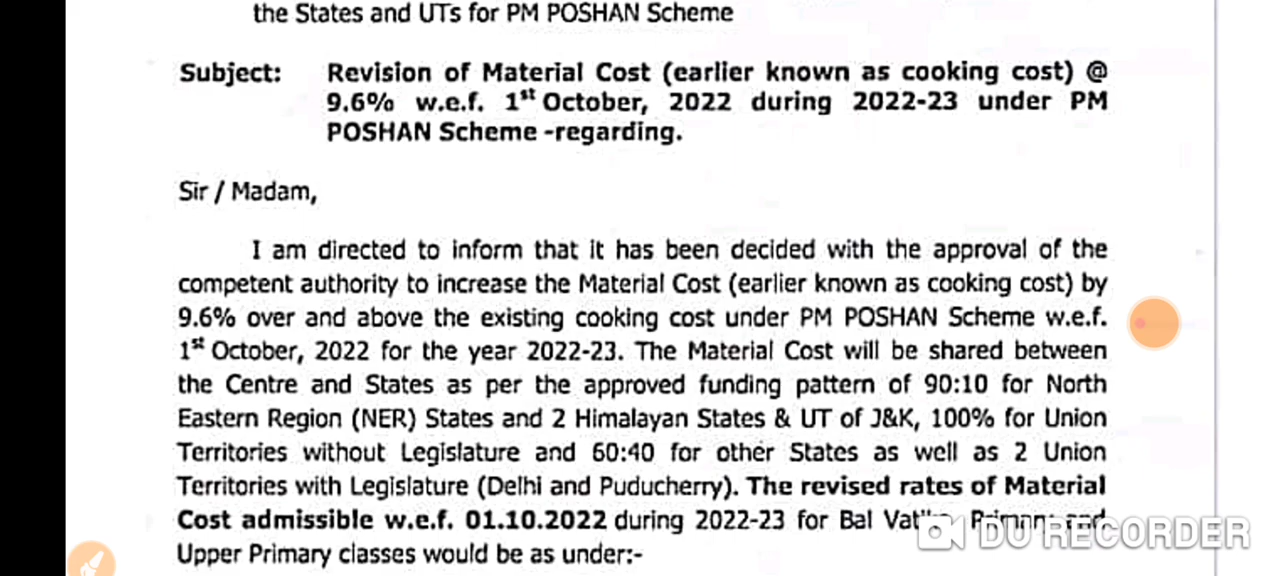 the States and UTs for PM POSHAN Scheme
Subject: Revision of Material Cost (earlier known as cooking cost) @
9.6% w.e.f. 1st October, 2022 during 2022-23 under PM
POSHAN Scheme -regarding.
Sir / Madam,
I am directed to inform that it has been decided with the approval of the
competent authority to increase the Material Cost (earlier known as cooking cost) by
9.6% over and above the existing cooking cost under PM POSHAN Scheme w.e.f.
1st October, 2022 for the year 2022-23. The Material Cost will be shared between
the Centre and States as per the approved funding pattern of 90:10 for North
Eastern Region (NER) States and 2 Himalayan States & UT of J&K, 100% for Union
Territories without Legislature and 60:40 for other States as well as 2 Union
Territories with Legislature (Delhi and Puducherry). The revised rates of Material
Cost admissible w.e.f. 01.10.2022 during 2022-23 for Bal Primary and
Upper Primary classes would be as under:-
DU RECORDER